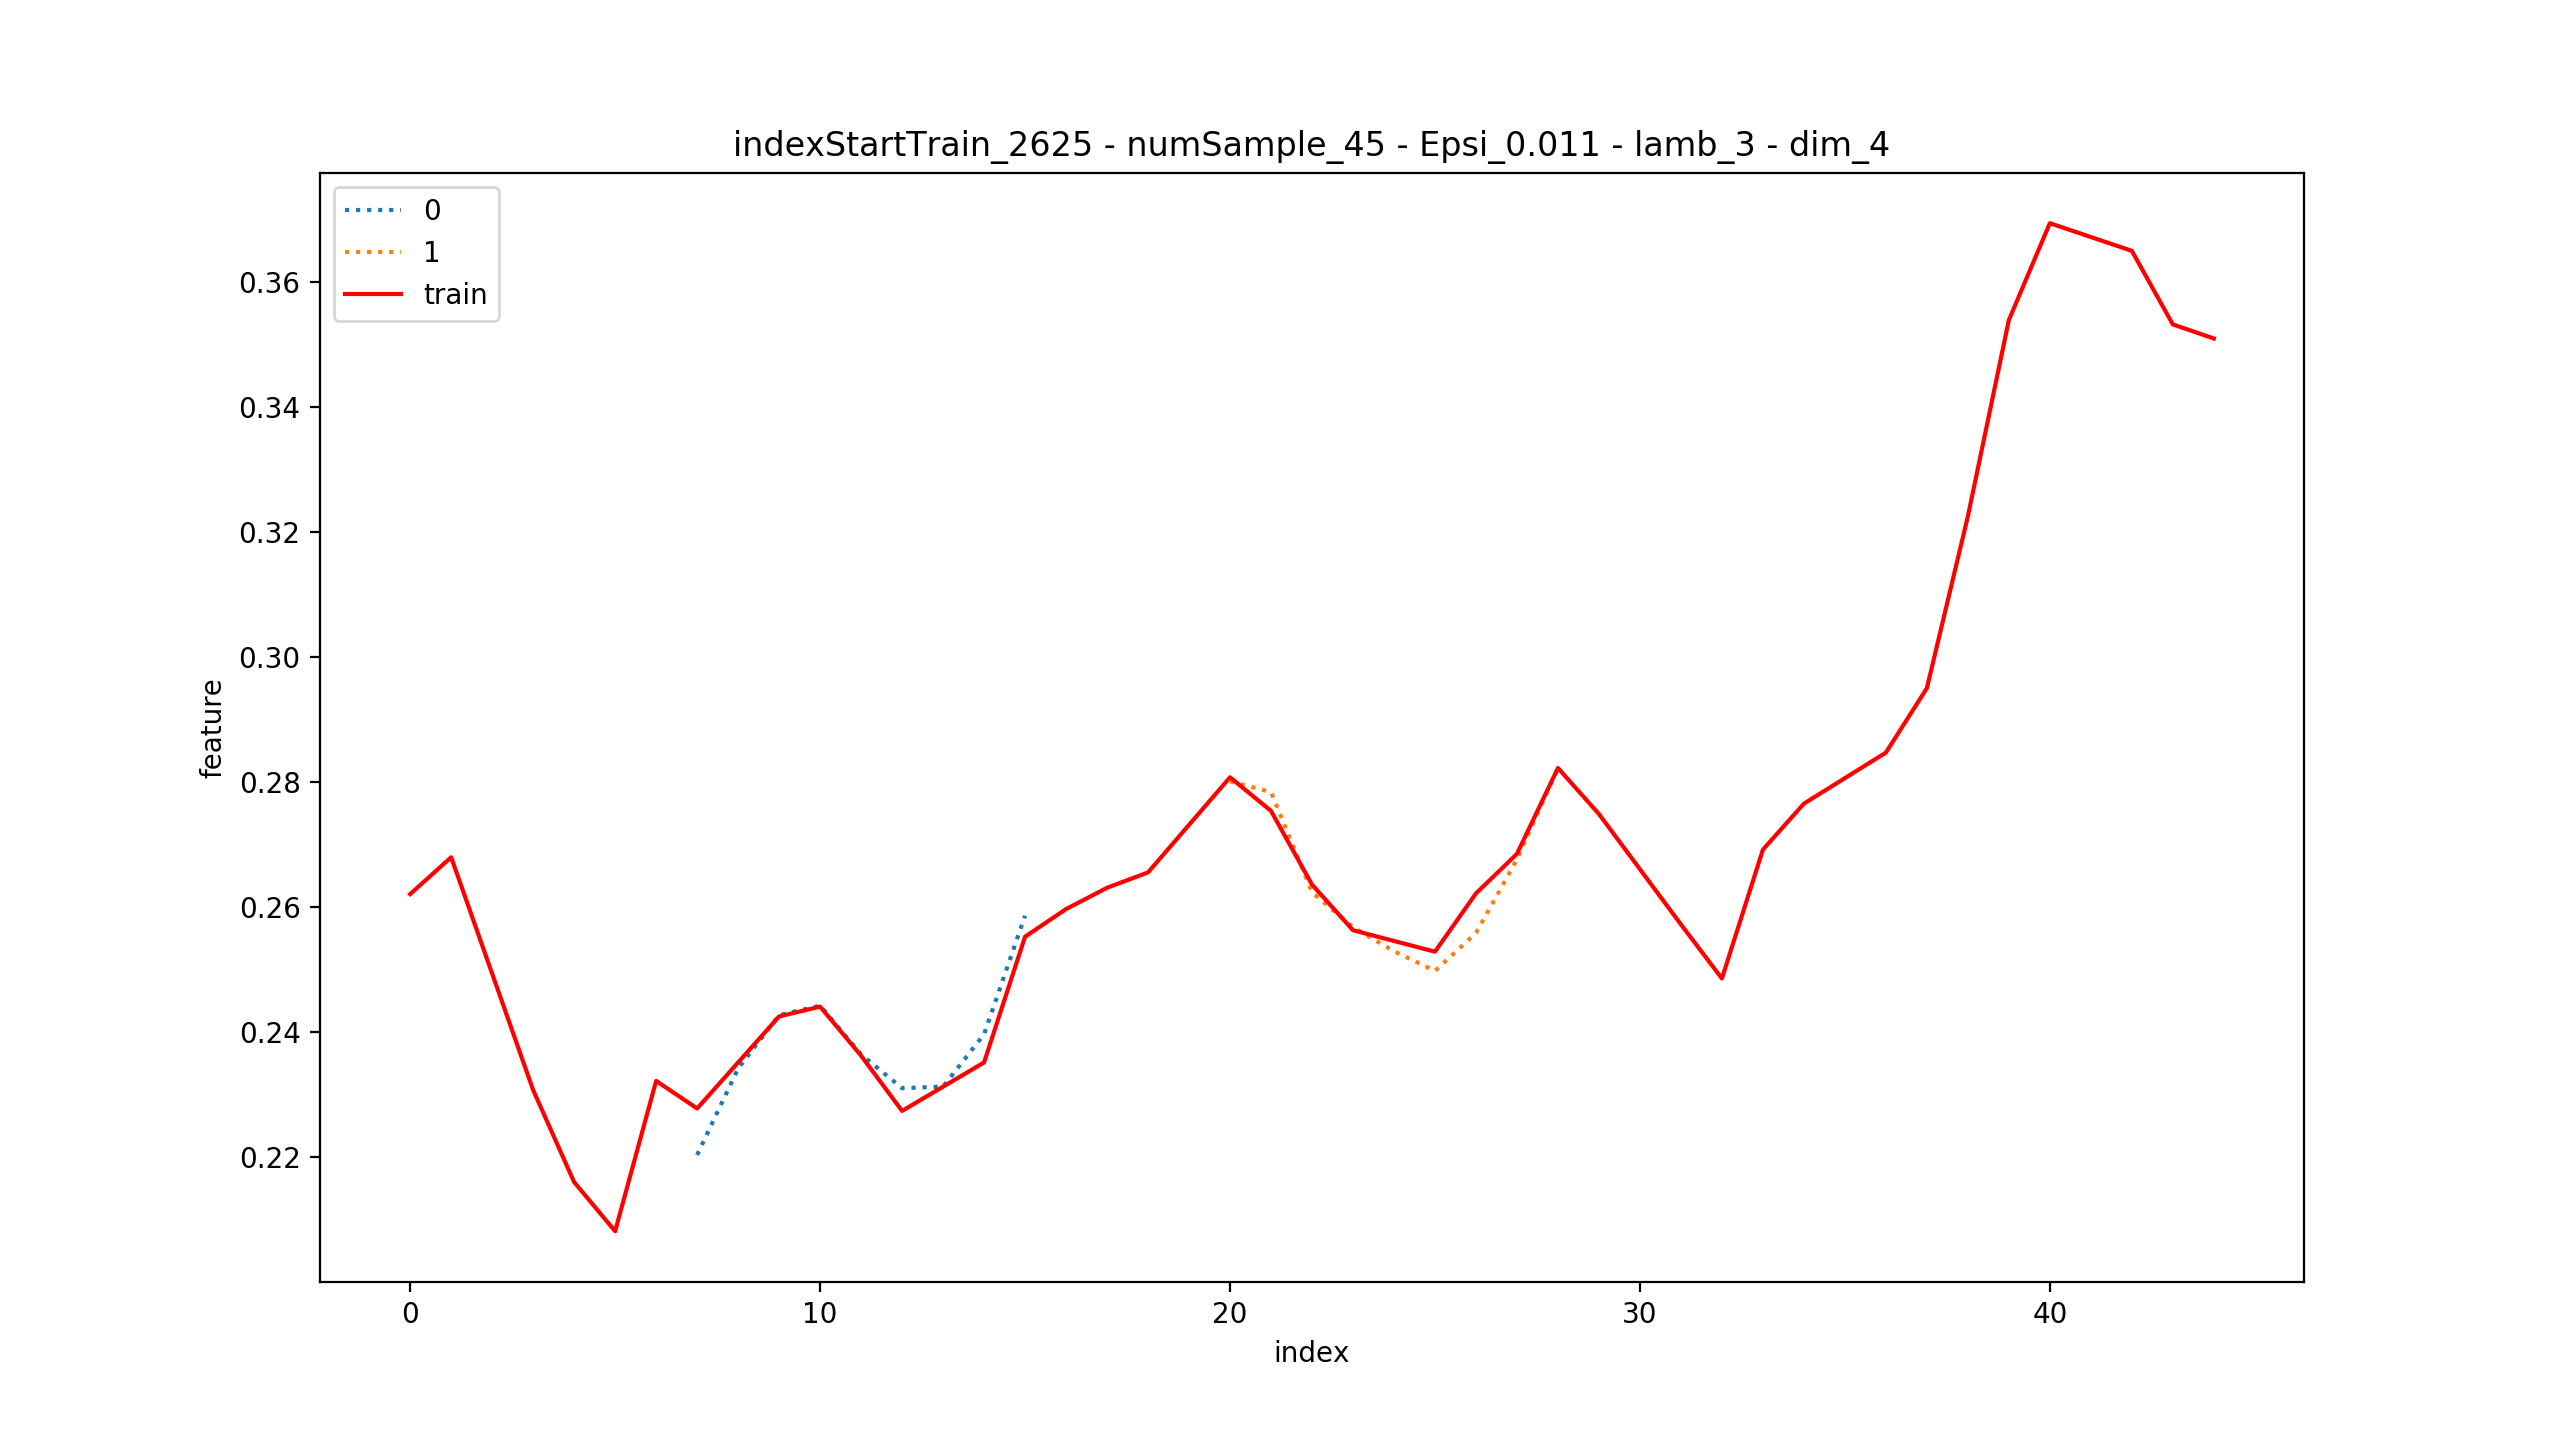 indexStartTrain_2625 - numSample_45 - Epsi_0.011 - lamb_3 - dim_4
0
1
train
0.36
0.34
0.32
0.30
0.28
0.26
0.24
0.22
feature
0 10 20 30 40
index